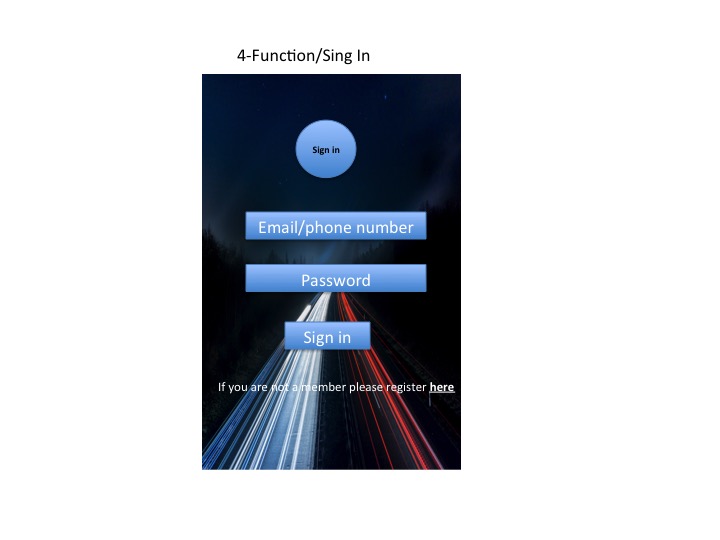 4-Function/Sing In
Sign in
Email/phone number
Password
Sign in
If you are not a member please register here